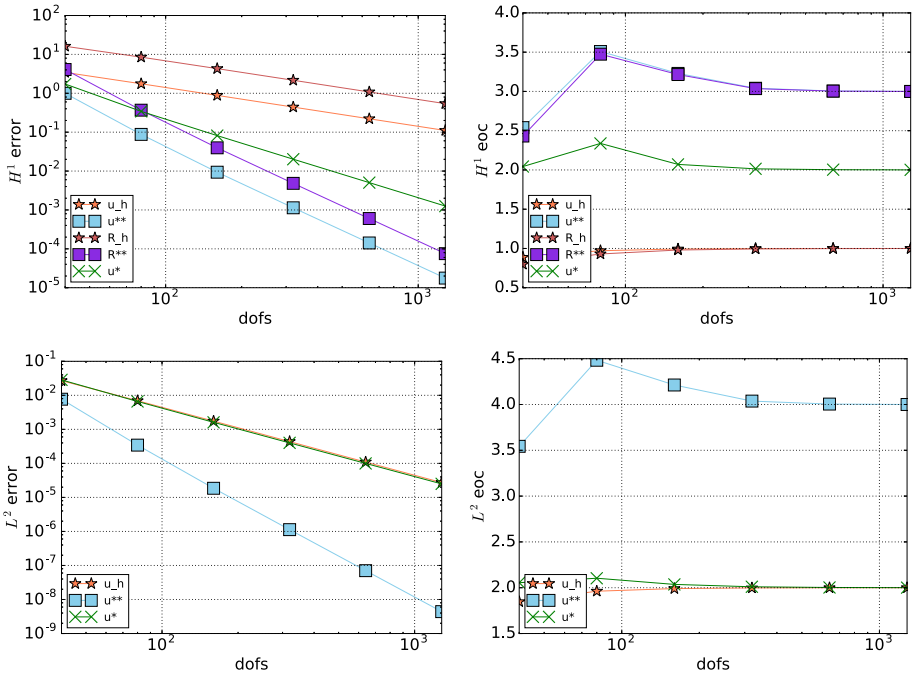 10^2
10^1
10^0
10^-1
10^-2
10^-3
10^-4
10^-5
H^1 error
u_h
u**
R_h
R**
u*
10^2
10^3
dofs
4.0
3.5
3.0
2.5
2.0
1.5
1.0
0.5
H^1 eoc
u_h
u**
R_h
R**
u*
10^2
10^3
dofs
10^-1
10^-2
10^-3
10^-4
10^-5
10^-6
10^-7
10^-8
10^-9
L^2 error
u_h
u**
u*
10^2
10^3
dofs
4.5
4.0
3.5
3.0
2.5
2.0
1.5
L^2 eoc
u_h
u**
u*
10^2
10^3
dofs